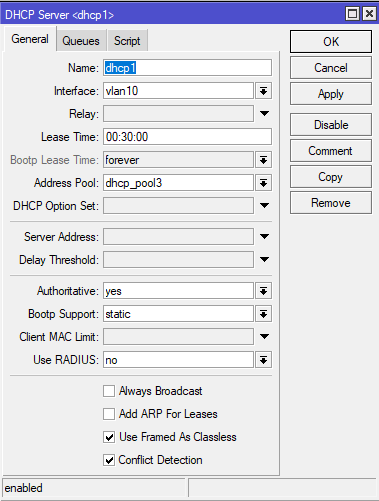 DHCP Server <dhcp1>
General Queues Script
Name: dhcp1
Interface: vlan10
Relay:
Lease Time: 00:30:00
Bootp Lease Time: forever
Address Pool: dhcp_pool3
DHCP Option Set:
Server Address:
Delay Threshold:
Authoritative: yes
Bootp Support: static
Client MAC Limit:
Use RADIUS: no
Always Broadcast
Add ARP For Leases
Use Framed As Classless
Conflict Detection
OK
Cancel
Apply
Disable
Comment
Copy
Remove
enabled